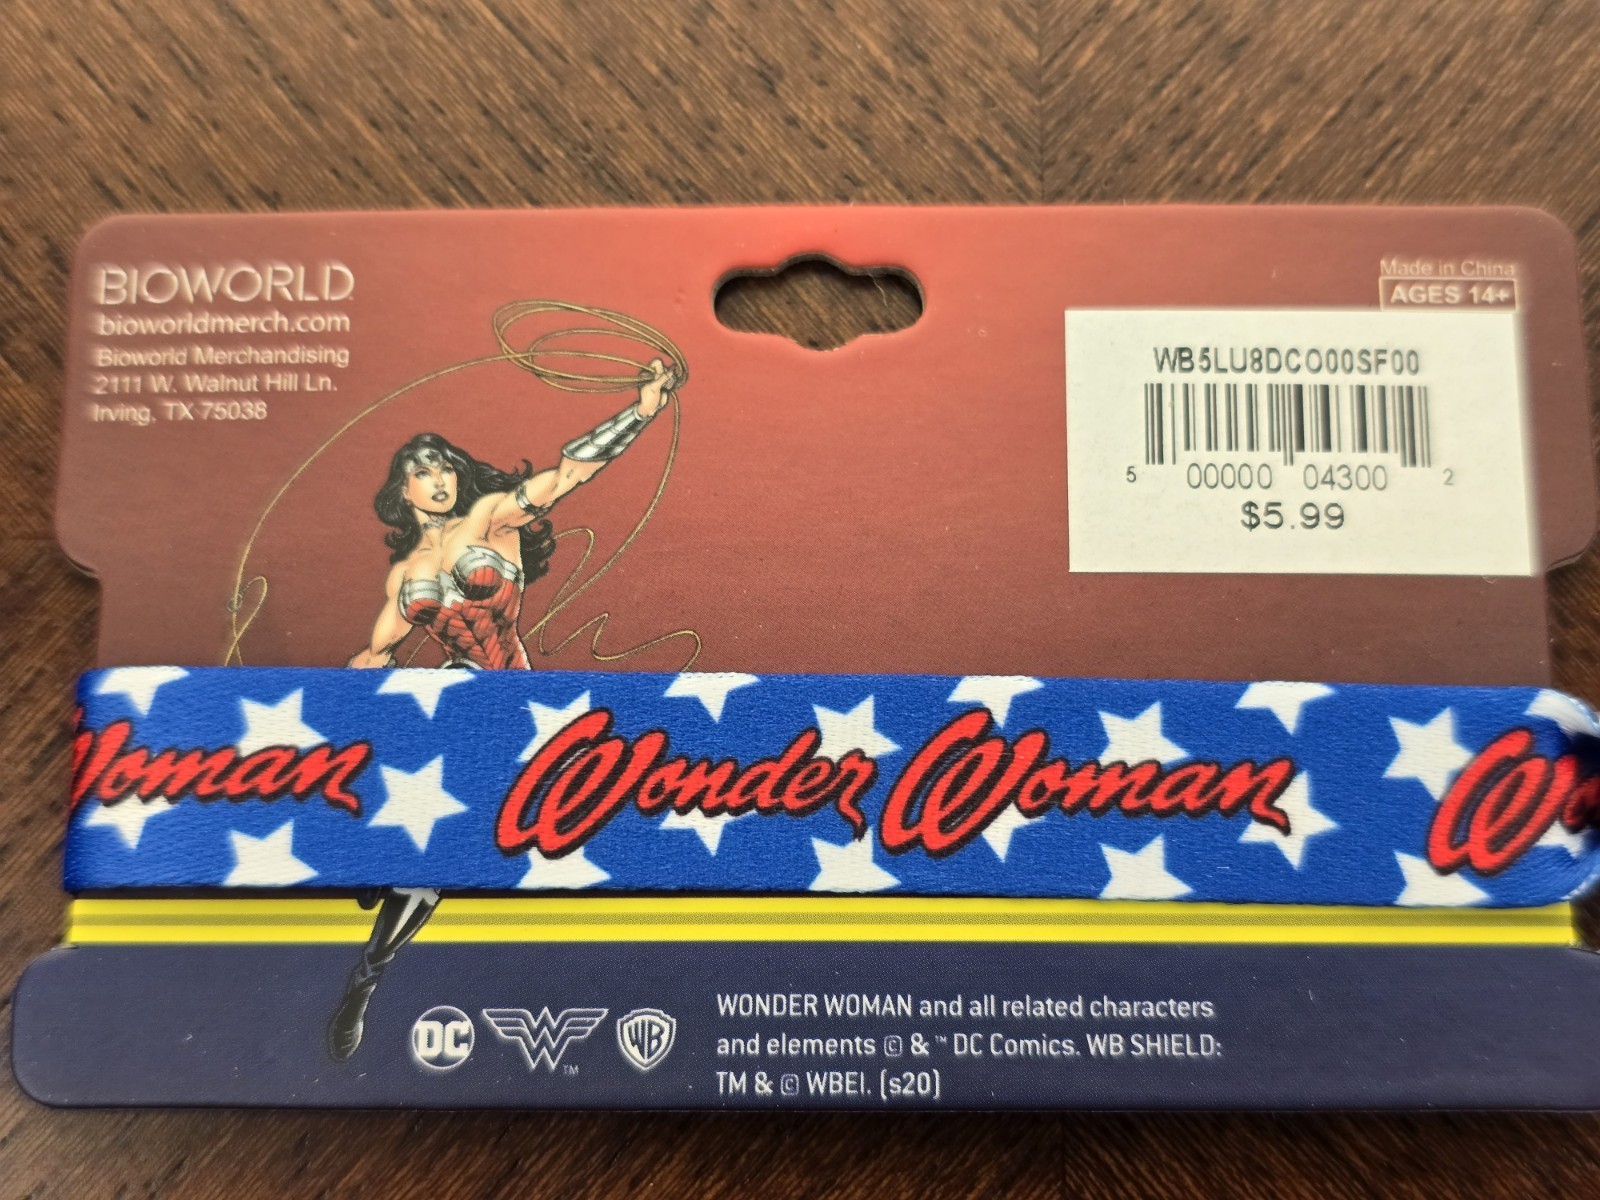 BIOWORLD
bioworldmerch.com
Bioworld Merchandising
2111 W. Walnut Hill Ln.
Irving, TX 75038
Made in China
AGES 14+
WB5LU8DCO00SF00
5 00000 04300 2
$5.99
Woman Wonder Woman Wo
DC W TM WB
WONDER WOMAN and all related characters
and elements © & ™ DC Comics. WB SHIELD:
TM & © WBEI. (s20)